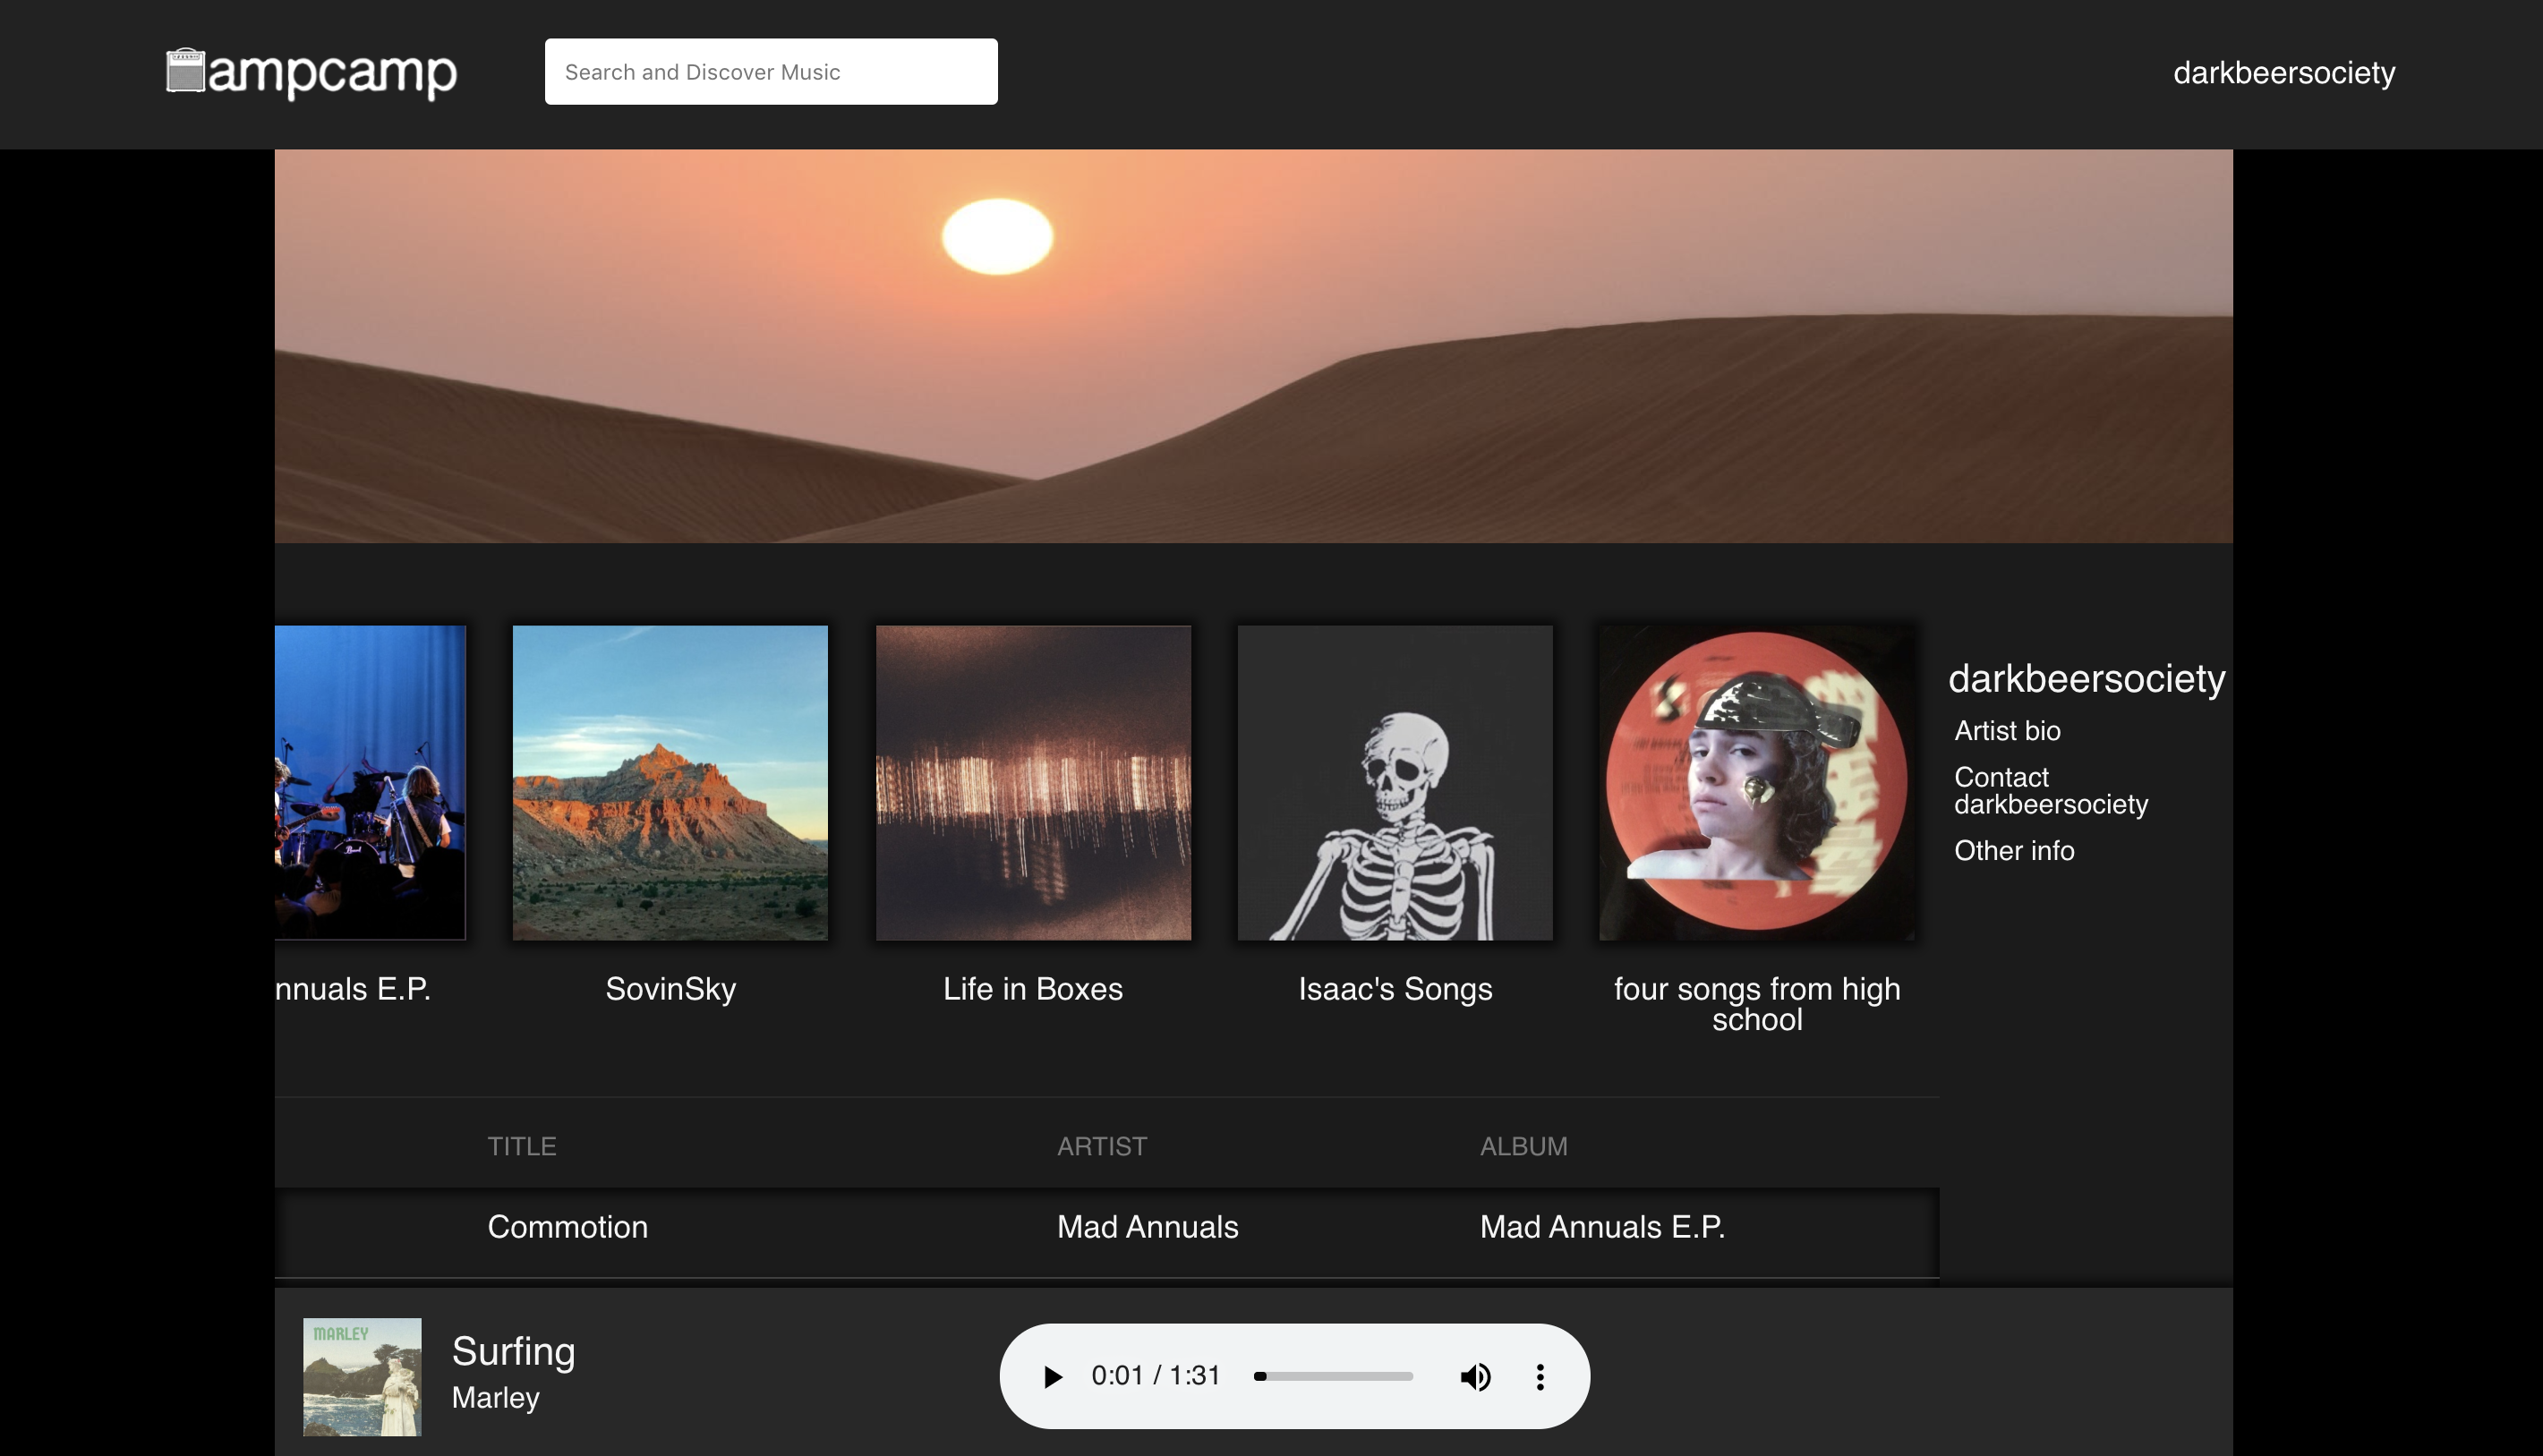 ampcamp
Search and Discover Music
darkbeersociety
nnuals E.P.
SovinSky
Life in Boxes
Isaac's Songs
four songs from high
school
darkbeersociety
Artist bio
Contact
darkbeersociety
Other info
TITLE ARTIST ALBUM
Commotion Mad Annuals Mad Annuals E.P.
MARLEY
Surfing
Marley
0:01 / 1:31